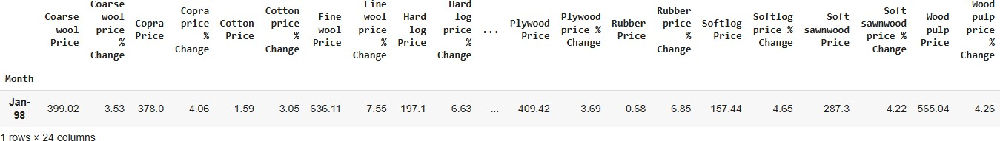 Coarse wool Price Coarse wool price % Change Copra Price Copra price % Change Cotton Price Cotton price % Change Fine wool Price Fine wool price % Change Hard log Price Hard log price % Change ... Plywood Price Plywood price % Change Rubber Price Rubber price % Change Softlog Price Softlog price % Change Soft sawnwood Price Soft sawnwood price % Change Wood pulp Price Wood pulp price % Change
Month
Jan-98 399.02 3.53 378.0 4.06 1.59 3.05 636.11 7.55 197.1 6.63 ... 409.42 3.69 0.68 6.85 157.44 4.65 287.3 4.22 565.04 4.26
1 rows × 24 columns